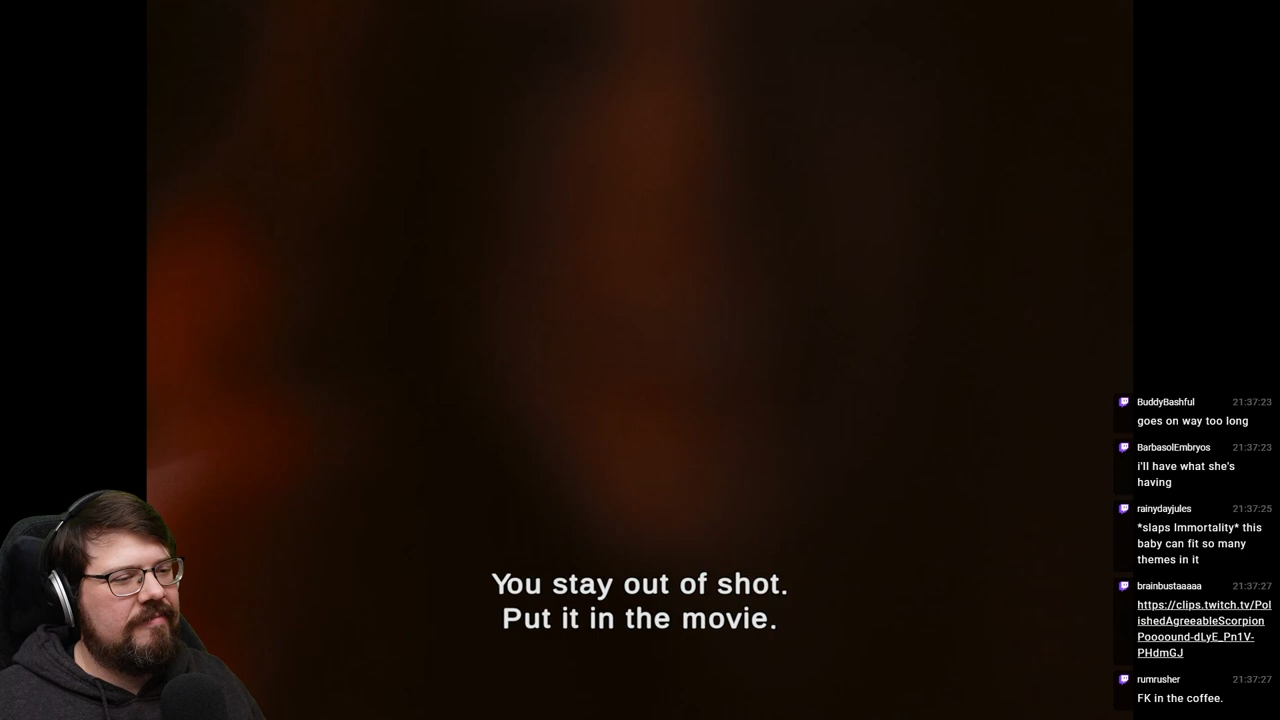 You stay out of shot.
Put it in the movie.
BuddyBashful 21:37:23
goes on way too long
BarbasolEmbryos 21:37:23
i'll have what she's
having
rainydayjules 21:37:25
*slaps Immortality* this
baby can fit so many
themes in it
brainbustaaaaa 21:37:27
https://clips.twitch.tv/Pol
ishedAgreeableScorpion
Poooound-dLyE_Pn1V-
PHdmGJ
rumrusher 21:37:27
FK in the coffee.